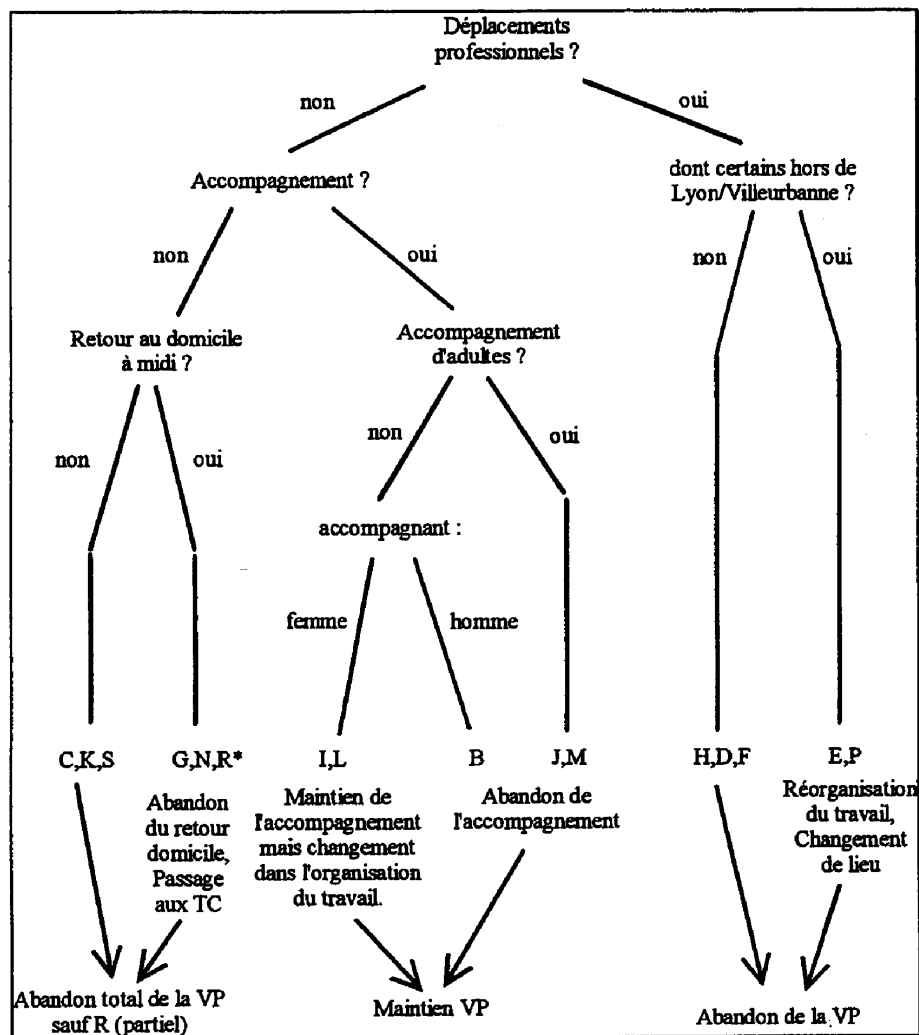 Déplacements
professionnels ?
non
oui
Accompagnement ?
dont certains hors de
Lyon/Villeurbanne ?
non
oui
non
oui
Retour au domicile
à midi ?
Accompagnement
d'adultes ?
non
oui
non
oui
accompagnant :
femme
homme
C,K,S
G,N,R*
I,L
B
J,M
H,D,F
E,P
Abandon
du retour
domicile,
Passage
aux TC
Maintien de
l'accompagnement
mais changement
dans l'organisation
du travail.
Abandon de
l'accompagnement
Réorganisation
du travail,
Changement
de lieu
Abandon total de la VP
sauf R (partiel)
Maintien VP
Abandon de la VP